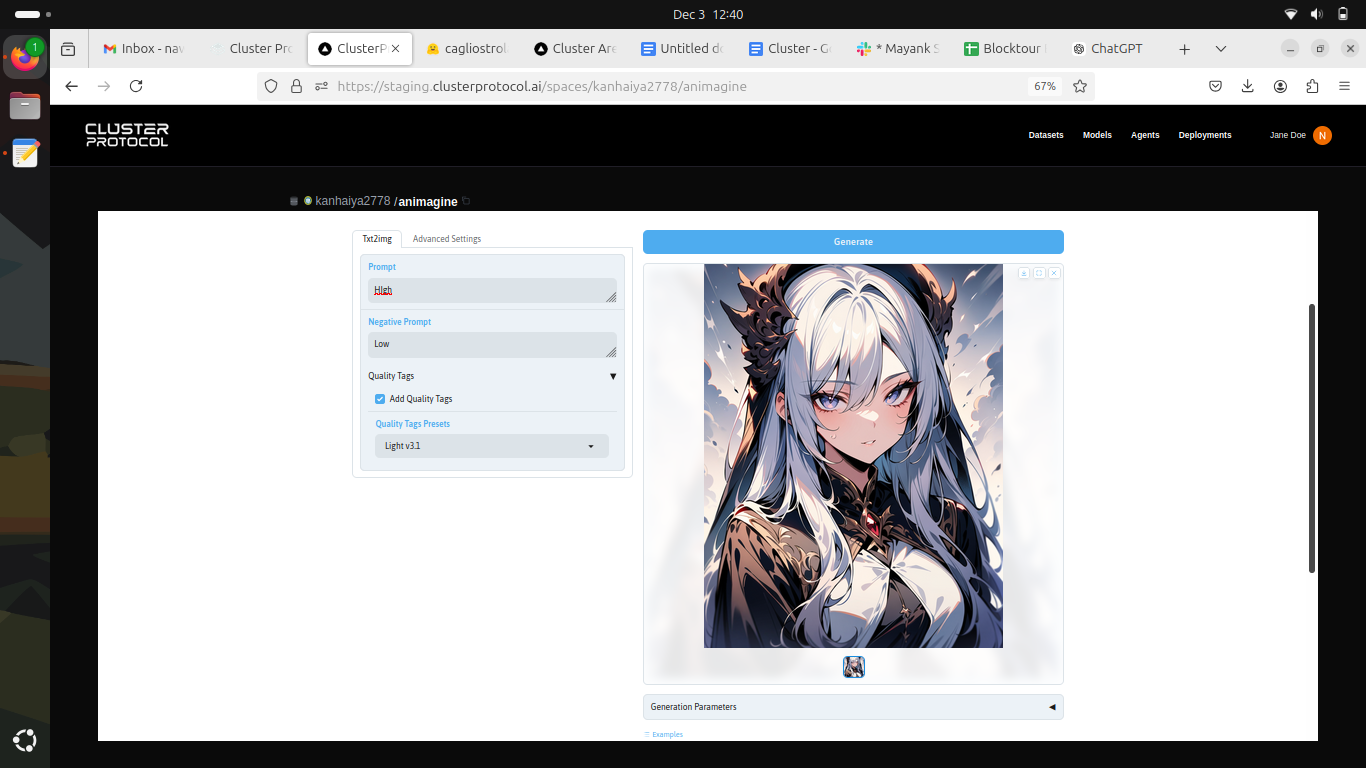 Dec 3 12:40
1
Inbox - nav
Cluster Pro
ClusterP
cagliostrol
Cluster Are
Untitled do
Cluster - Go
* Mayank S
Blocktour
ChatGPT
https://staging.clusterprotocol.ai/spaces/kanhaiya2778/animagine
67%
CLUSTER
PROTOCOL
Datasets
Models
Agents
Deployments
Jane Doe
N
kanhaiya2778 /animagine
Txt2img
Advanced Settings
Generate
Prompt
HIgh
Negative Prompt
Low
Quality Tags
Add Quality Tags
Quality Tags Presets
Light v3.1
Generation Parameters
Examples